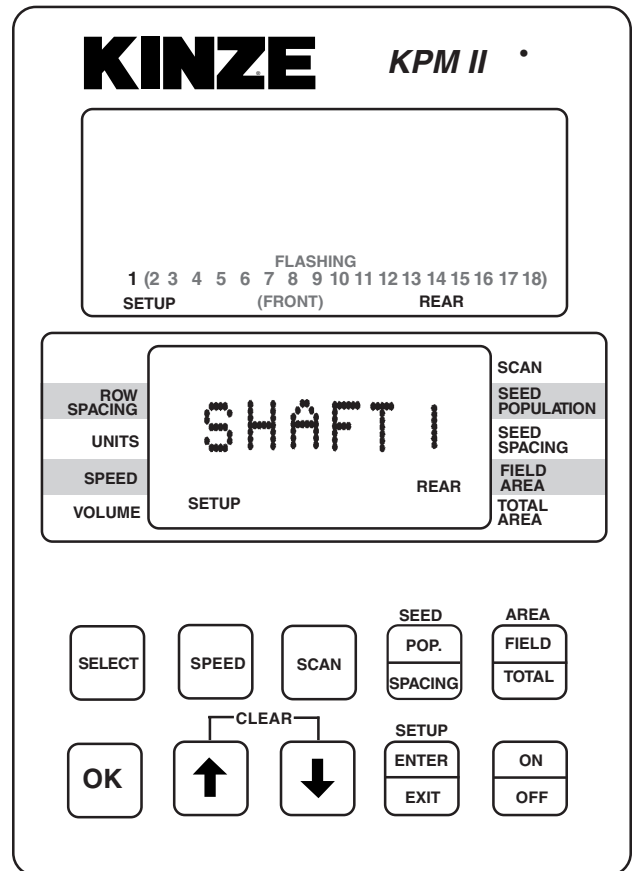 KINZE KPM II
FLASHING
1 (2 3 4 5 6 7 8 9 10 11 12 13 14 15 16 17 18)
SETUP (FRONT) REAR
ROW
SPACING
UNITS
SPEED
VOLUME
SHAFT 1
SETUP REAR
SCAN
SEED
POPULATION
SEED
SPACING
FIELD
AREA
TOTAL
AREA
SEED AREA
SELECT SPEED SCAN POP. FIELD
SPACING TOTAL
CLEAR SETUP
OK ENTER ON
EXIT OFF